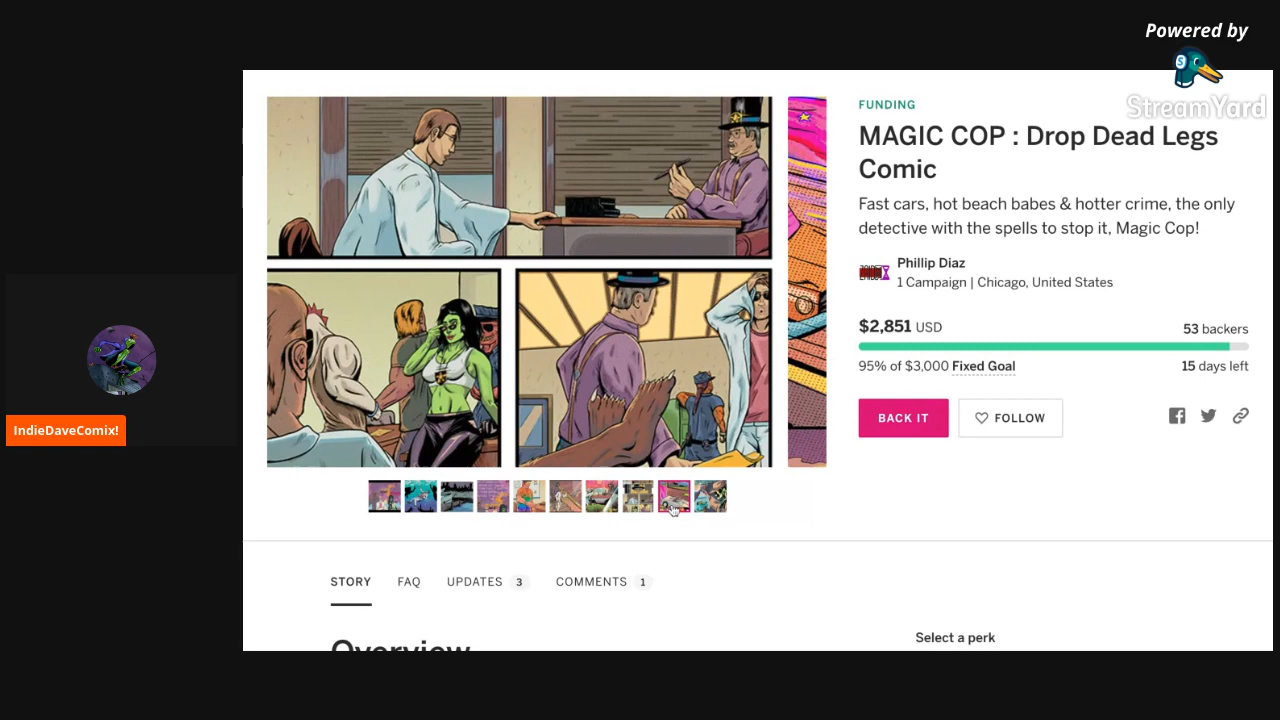 Powered by
StreamYard
FUNDING
MAGIC COP : Drop Dead Legs
Comic
Fast cars, hot beach babes & hotter crime, the only
detective with the spells to stop it, Magic Cop!
Phillip Diaz
1 Campaign | Chicago, United States
$2,851 USD
53 backers
95% of $3,000 Fixed Goal
15 days left
BACK IT
FOLLOW
IndieDaveComix!
STORY
FAQ
UPDATES 3
COMMENTS 1
Overview
Select a perk